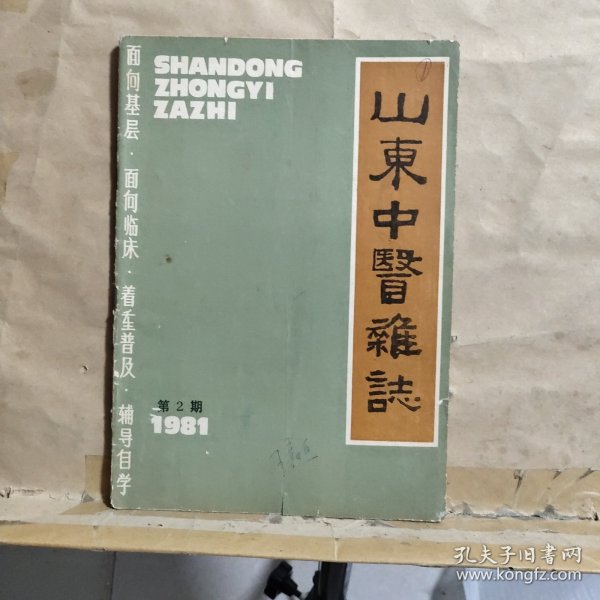 面向基层·面向临床·着重普及·辅导自学
SHANDONG
ZHONGYI
ZAZHI
山東中醫雜誌
第2期
1981
孔夫子旧书网
www.kongfz.com